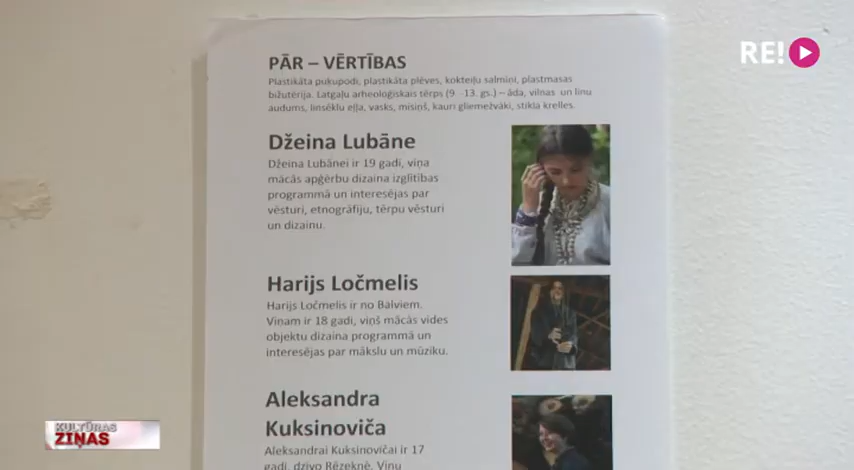 RE!
PĀR – VĒRTĪBAS
Plastikāta puķupodi, plastikāta plēves, kokteiļu salmiņi, plastmasas
bižutērija. Latgaļu arheoloģiskais tērps (9. -13. gs.) – āda, vilnas un linu
audums, linsēklu eļļa, vasks, misiņš, kauri gliemežvāki, stikla krelles.
Džeina Lubāne
Džeina Lubānei ir 19 gadi, viņa
mācās apģērbu dizaina izglītības
programmā un interesējas par
vēsturi, etnogrāfiju, tērpu vēsturi
un dizainu.
Harijs Ločmelis
Harijs Ločmelis ir no Balviem.
Viņam ir 18 gadi, viņš mācās vides
objektu dizaina programmā un
interesējas par mākslu un mūziku.
Aleksandra
Kuksinoviča
Aleksandrai Kuksinovičai ir 17
gadi, dzīvo Rēzeknē. Viņu
KULTŪRAS
ZIŅAS